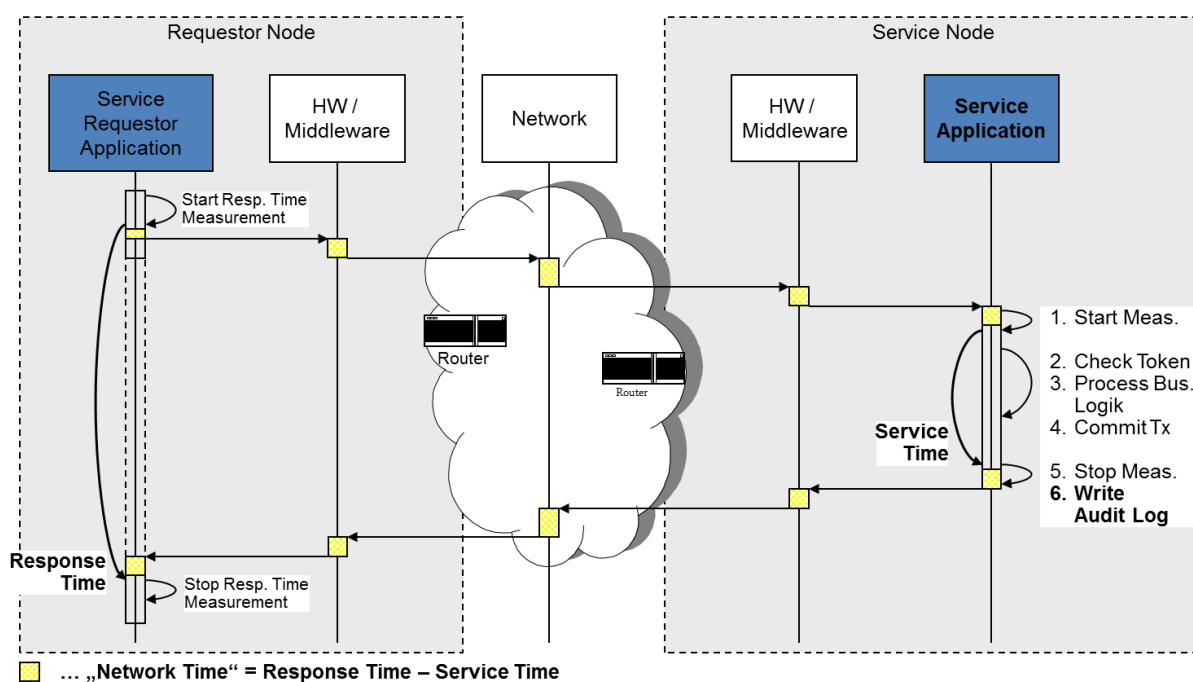 Requestor Node
Service Node
Service
Requestor
Application
HW /
Middleware
Network
HW /
Middleware
Service
Application
Start Resp. Time
Measurement
Router
Router
1. Start Meas.
2. Check Token
3. Process Bus.
Logik
4. Commit Tx
Service
Time
5. Stop Meas.
6. Write
Audit Log
Response
Time
Stop Resp. Time
Measurement
... „Network Time“ = Response Time – Service Time